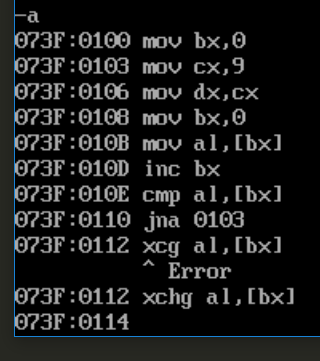 -a
073F:0100 mov bx,0
073F:0103 mov cx,9
073F:0106 mov dx,cx
073F:0108 mov bx,0
073F:010B mov al,[bx]
073F:010D inc bx
073F:010E cmp al,[bx]
073F:0110 jna 0103
073F:0112 xcg al,[bx]
^ Error
073F:0112 xchg al,[bx]
073F:0114